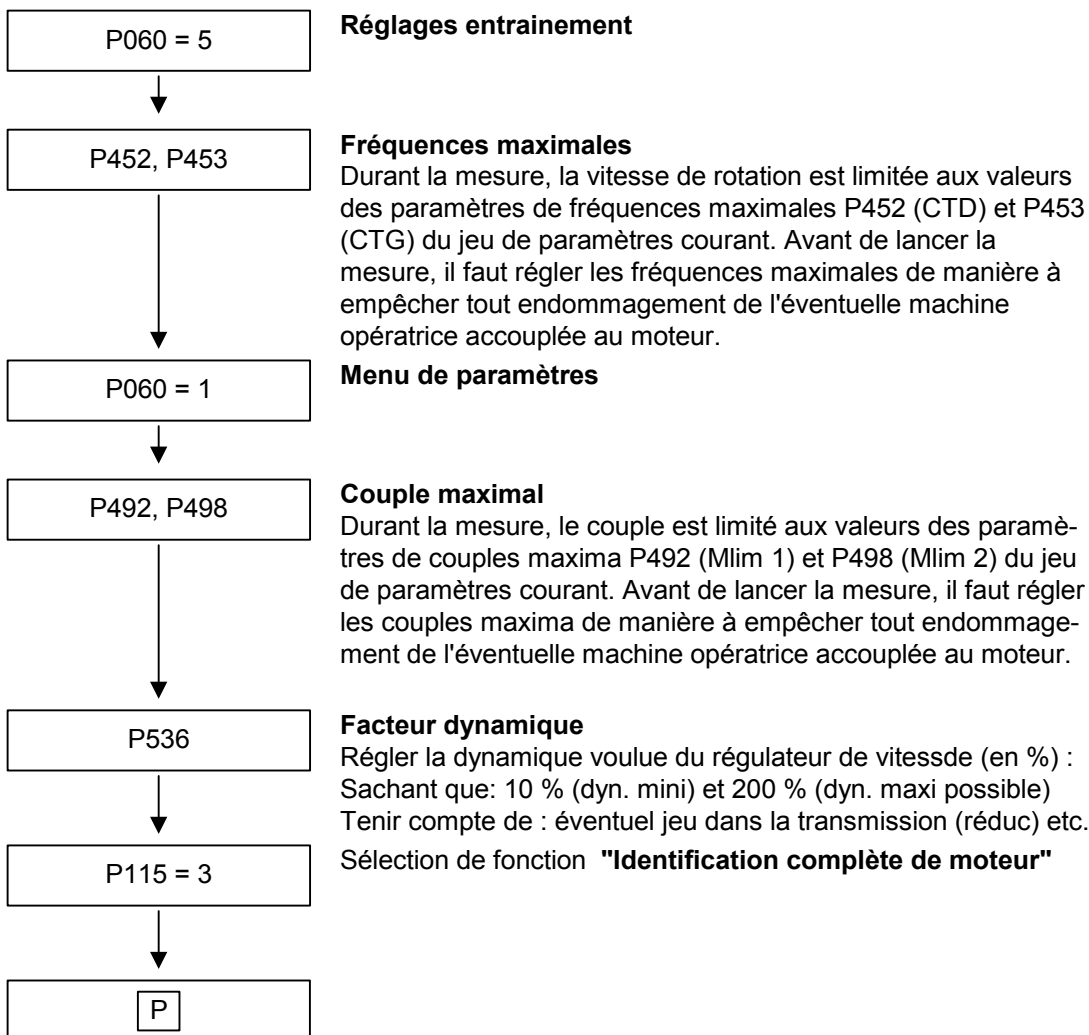 P060 = 5
Réglages entrainement
P452, P453
Fréquences maximales
Durant la mesure, la vitesse de rotation est limitée aux valeurs
des paramètres de fréquences maximales P452 (CTD) et P453
(CTG) du jeu de paramètres courant. Avant de lancer la
mesure, il faut régler les fréquences maximales de manière à
empêcher tout endommagement de l'éventuelle machine
opératrice accouplée au moteur.
P060 = 1
Menu de paramètres
P492, P498
Couple maximal
Durant la mesure, le couple est limité aux valeurs des paramè-
tres de couples maxima P492 (Mlim 1) et P498 (Mlim 2) du jeu
de paramètres courant. Avant de lancer la mesure, il faut régler
les couples maxima de manière à empêcher tout endommage-
ment de l'éventuelle machine opératrice accouplée au moteur.
P536
Facteur dynamique
Régler la dynamique voulue du régulateur de vitessde (en %) :
Sachant que: 10 % (dyn. mini) et 200 % (dyn. maxi possible)
Tenir compte de : éventuel jeu dans la transmission (réduc) etc.
P115 = 3
Sélection de fonction "Identification complète de moteur"
P